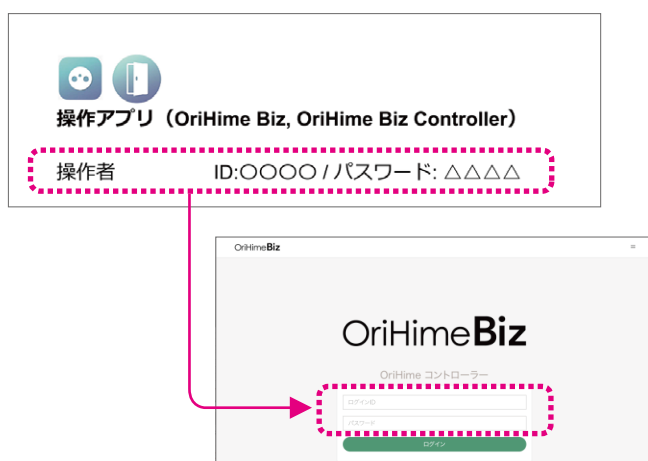 操作アプリ（OriHime Biz, OriHime Biz Controller）
操作者 ID:○○○○ / パスワード: △△△△
OriHimeBiz
OriHimeBiz
OriHime コントローラー
ログインID
パスワード
ログイン